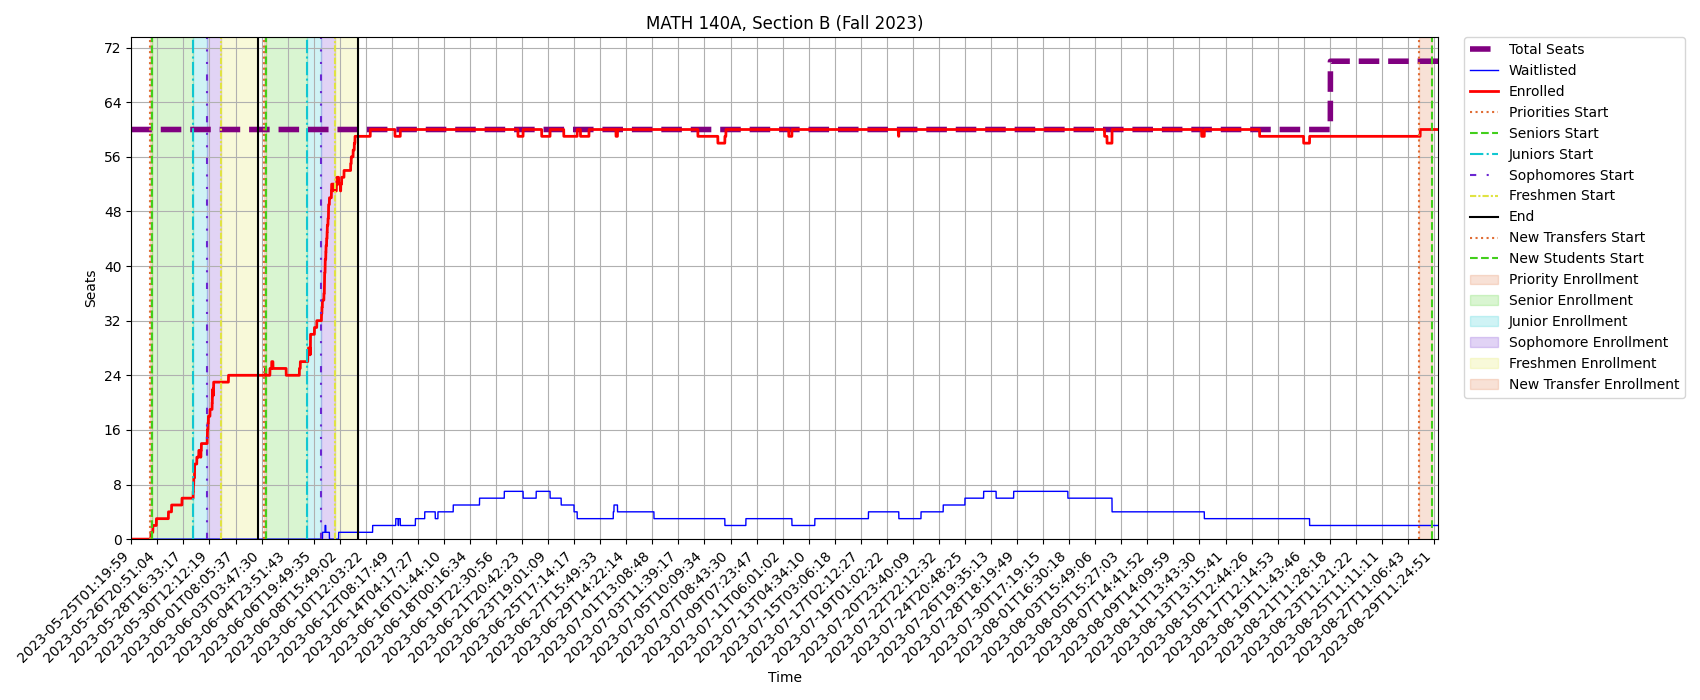 MATH 140A, Section B (Fall 2023)
72
64
56
48
40
32
24
16
8
0
Seats
2023-05-25T01:19:59
2023-05-26T20:51:04
2023-05-28T16:33:17
2023-05-30T12:12:19
2023-06-01T08:05:37
2023-06-03T03:47:30
2023-06-04T23:51:43
2023-06-06T19:49:35
2023-06-08T15:49:02
2023-06-10T12:03:22
2023-06-12T08:17:49
2023-06-14T04:17:27
2023-06-16T01:44:10
2023-06-18T00:16:34
2023-06-19T22:30:56
2023-06-21T20:42:23
2023-06-23T19:01:09
2023-06-25T17:14:17
2023-06-27T15:49:33
2023-06-29T14:22:14
2023-07-01T13:08:48
2023-07-03T11:39:17
2023-07-05T10:09:34
2023-07-07T08:43:30
2023-07-09T07:23:47
2023-07-11T06:01:02
2023-07-13T04:34:10
2023-07-15T03:06:18
2023-07-17T02:12:27
2023-07-19T01:02:22
2023-07-20T23:40:09
2023-07-22T22:12:32
2023-07-24T20:48:25
2023-07-26T19:35:13
2023-07-28T18:19:49
2023-07-30T17:19:15
2023-08-01T16:30:18
2023-08-03T15:49:06
2023-08-05T15:27:03
2023-08-07T14:41:52
2023-08-09T14:09:59
2023-08-11T13:43:30
2023-08-13T13:15:41
2023-08-15T12:44:26
2023-08-17T12:14:53
2023-08-19T11:43:46
2023-08-21T11:28:18
2023-08-23T11:21:22
2023-08-25T11:11:11
2023-08-27T11:06:43
2023-08-29T11:24:51
Time
Total Seats
Waitlisted
Enrolled
Priorities Start
Seniors Start
Juniors Start
Sophomores Start
Freshmen Start
End
New Transfers Start
New Students Start
Priority Enrollment
Senior Enrollment
Junior Enrollment
Sophomore Enrollment
Freshmen Enrollment
New Transfer Enrollment